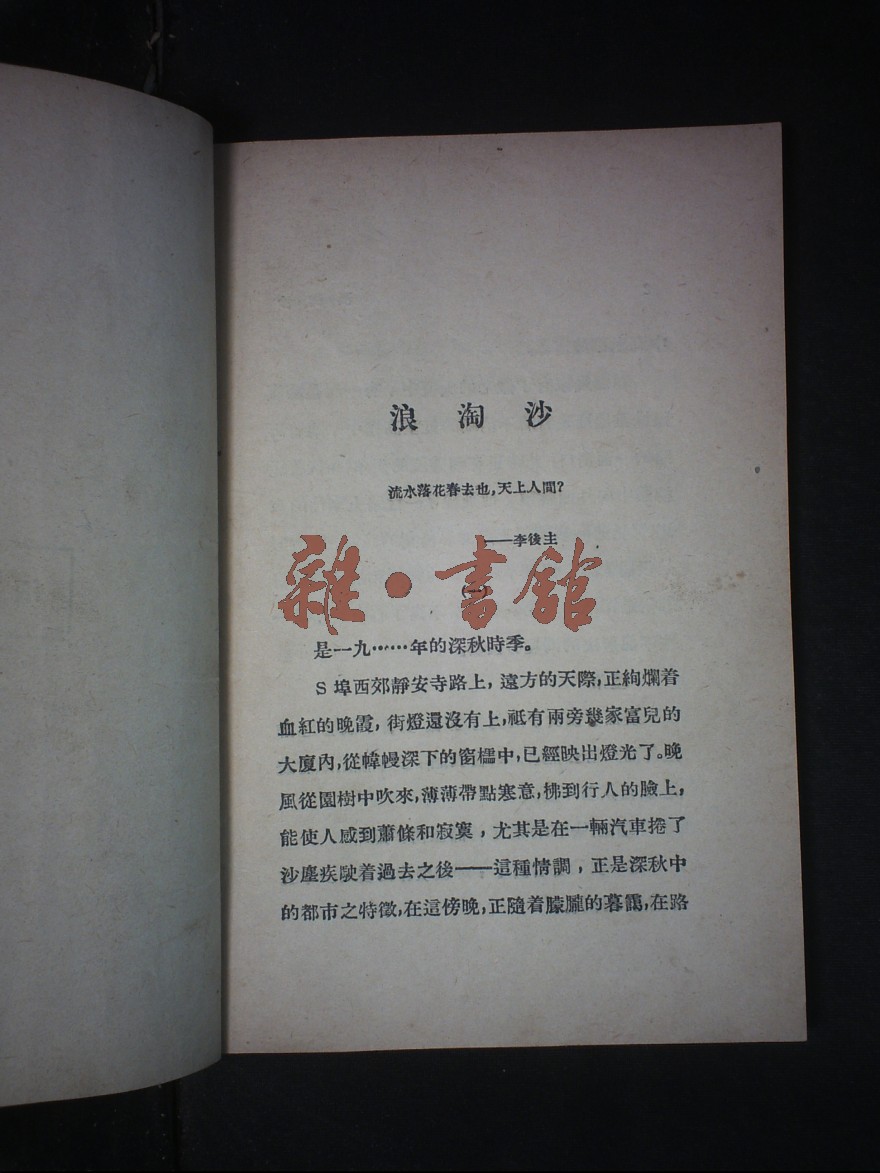 浪淘沙
流水落花春去也，天上人間？
——李後主
(一)
雜·書館
是一九……年的深秋時季。
S 埠西郊靜安寺路上，遠方的天際，正絢爛着
血紅的晚霞，街燈還沒有上，祇有兩旁幾家富兒的
大廈內，從幃幔深下的窗櫺中，已經映出燈光了。晚
風從園樹中吹來，薄薄帶點寒意，拂到行人的臉上，
能使人感到蕭條和寂寞，尤其是在一輛汽車捲了
沙塵疾駛着過去之後——這種情調，正是深秋中
的都市之特徵，在這傍晚，正隨着朦朧的暮靄，在路